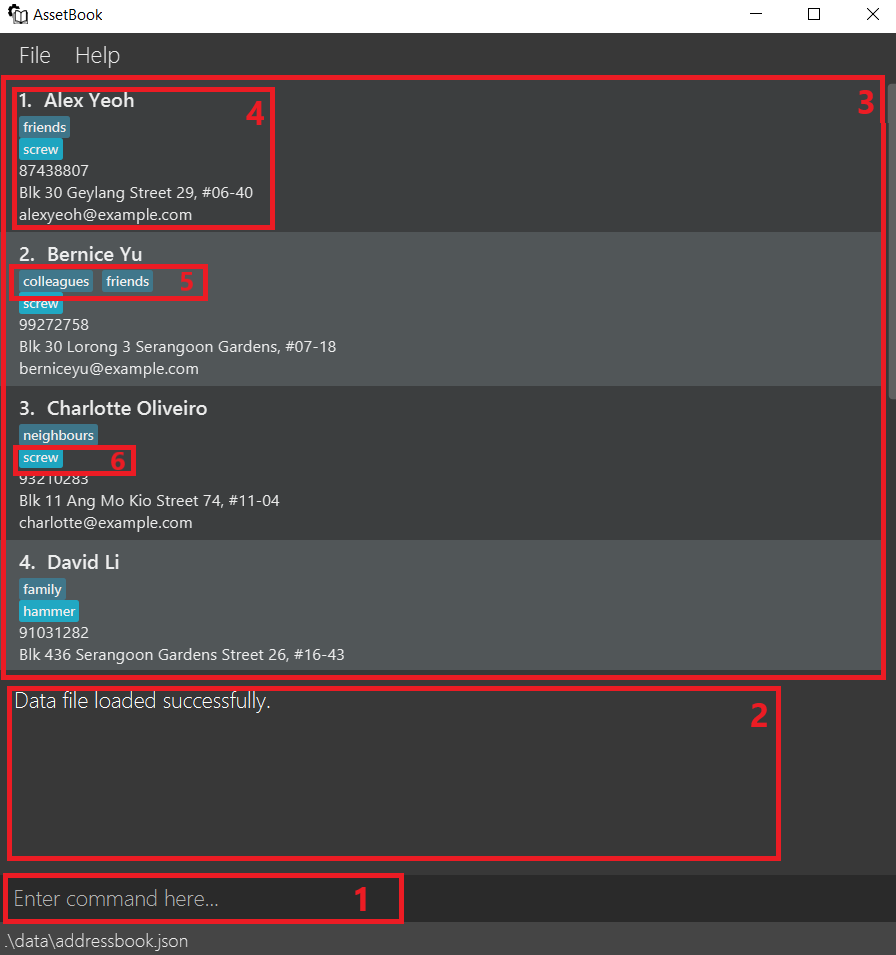 AssetBook
File Help
3
1. Alex Yeoh
4
friends
screw
87438807
Blk 30 Geylang Street 29, #06-40
alexyeoh@example.com
2. Bernice Yu
colleagues friends 5
screw
99272758
Blk 30 Lorong 3 Serangoon Gardens, #07-18
berniceyu@example.com
3. Charlotte Oliveiro
neighbours
screw 6
93210283
Blk 11 Ang Mo Kio Street 74, #11-04
charlotte@example.com
4. David Li
family
hammer
91031282
Blk 436 Serangoon Gardens Street 26, #16-43
Data file loaded successfully.
2
Enter command here... 1
.\data\addressbook.json